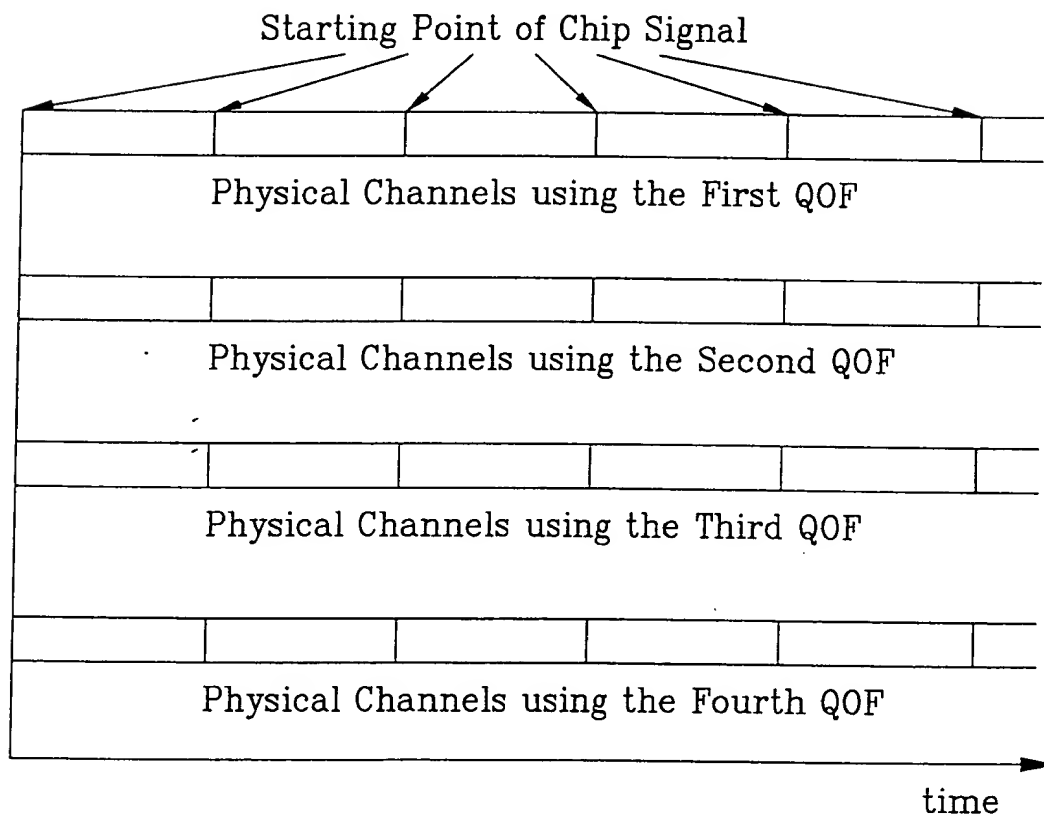 Starting Point of Chip Signal
Physical Channels using the First QOF
Physical Channels using the Second QOF
Physical Channels using the Third QOF
Physical Channels using the Fourth QOF
time